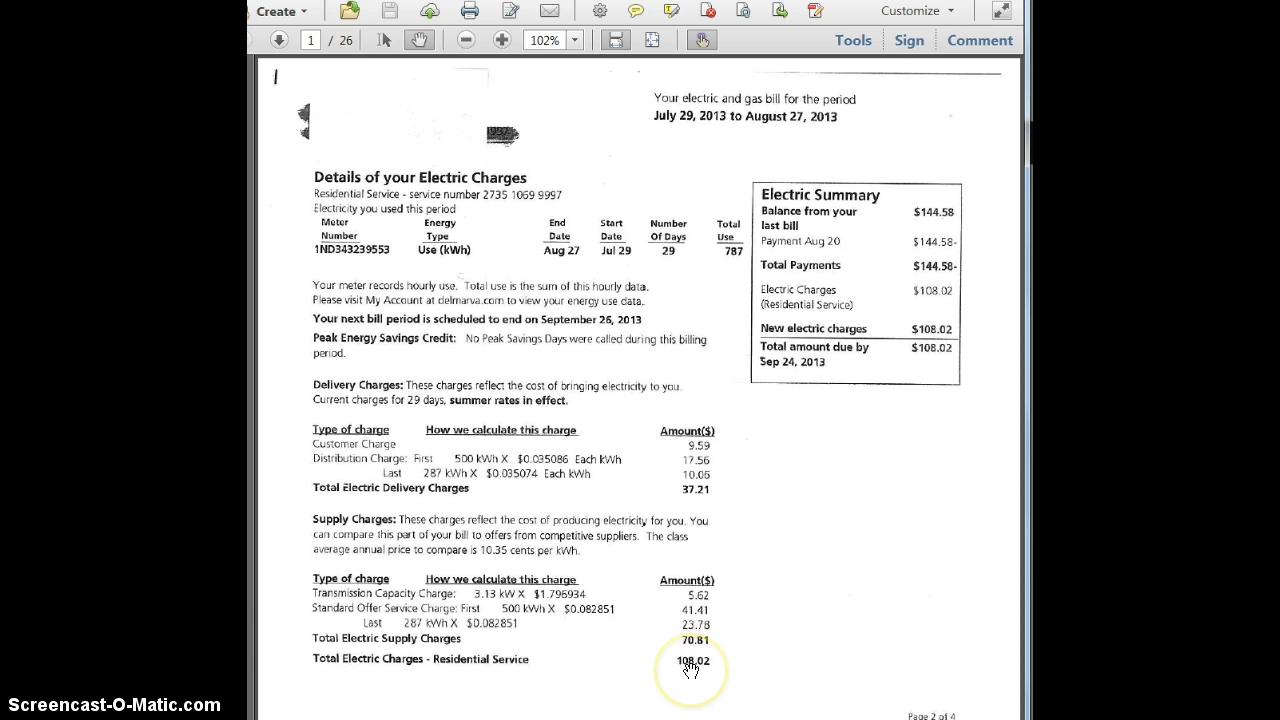 Create
Customize
1 / 26
102%
Tools Sign Comment
Your electric and gas bill for the period
July 29, 2013 to August 27, 2013
Details of your Electric Charges
Residential Service - service number 2735 1069 9997
Electricity you used this period
Meter Energy End Start Number Total
Number Type Date Date Of Days Use
1ND343239553 Use (kWh) Aug 27 Jul 29 29 787
Your meter records hourly use. Total use is the sum of this hourly data.
Please visit My Account at delmarva.com to view your energy use data.
Your next bill period is scheduled to end on September 26, 2013
Peak Energy Savings Credit: No Peak Savings Days were called during this billing
period.
Delivery Charges: These charges reflect the cost of bringing electricity to you.
Current charges for 29 days, summer rates in effect.
Type of charge How we calculate this charge Amount($)
Customer Charge 9.59
Distribution Charge: First 500 kWh X $0.035086 Each kWh 17.56
Last 287 kWh X $0.035074 Each kWh 10.06
Total Electric Delivery Charges 37.21
Supply Charges: These charges reflect the cost of producing electricity for you. You
can compare this part of your bill to offers from competitive suppliers. The class
average annual price to compare is 10.35 cents per kWh.
Type of charge How we calculate this charge Amount($)
Transmission Capacity Charge: 3.13 kW X $1.796934 5.62
Standard Offer Service Charge: First 500 kWh X $0.082851 41.41
Last 287 kWh X $0.082851 23.78
Total Electric Supply Charges 70.81
Total Electric Charges - Residential Service 108.02
Electric Summary
Balance from your $144.58
last bill
Payment Aug 20 $144.58-
Total Payments $144.58-
Electric Charges $108.02
(Residential Service)
New electric charges $108.02
Total amount due by $108.02
Sep 24, 2013
Page 2 of 4
Screencast-O-Matic.com